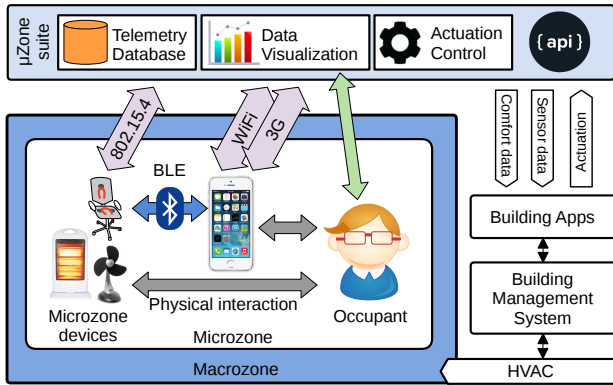 μZone
suite
Telemetry
Database
Data
Visualization
Actuation
Control
{api}
802.15.4
WiFi
3G
Comfort data
Sensor data
Actuation
BLE
Building Apps
Physical interaction
Microzone
devices
Occupant
Building
Management
System
Microzone
Macrozone
HVAC